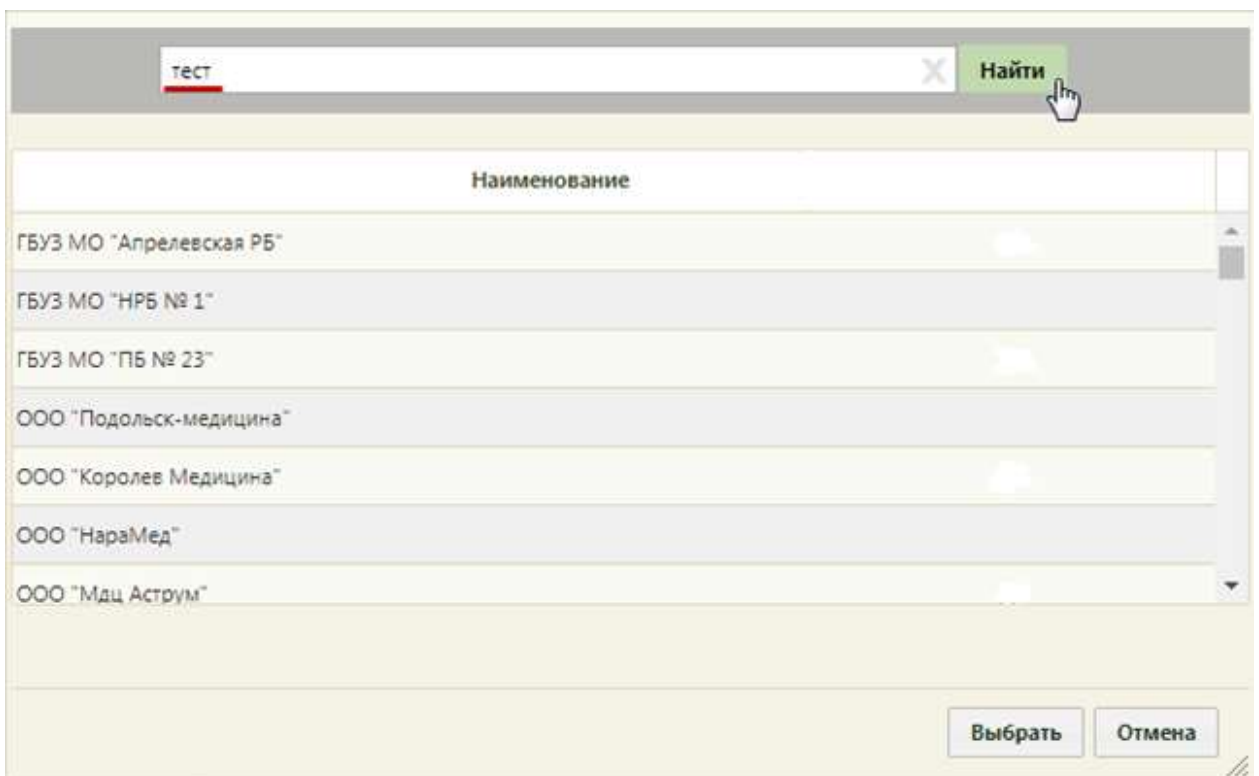 тест
Найти
Наименование
ГБУЗ МО "Апрелевская РБ"
ГБУЗ МО "НРБ № 1"
ГБУЗ МО "ПБ № 23"
ООО "Подольск-медицина"
ООО "Королев Медицина"
ООО "НараМед"
ООО "Мдц Аструм"
Выбрать
Отмена